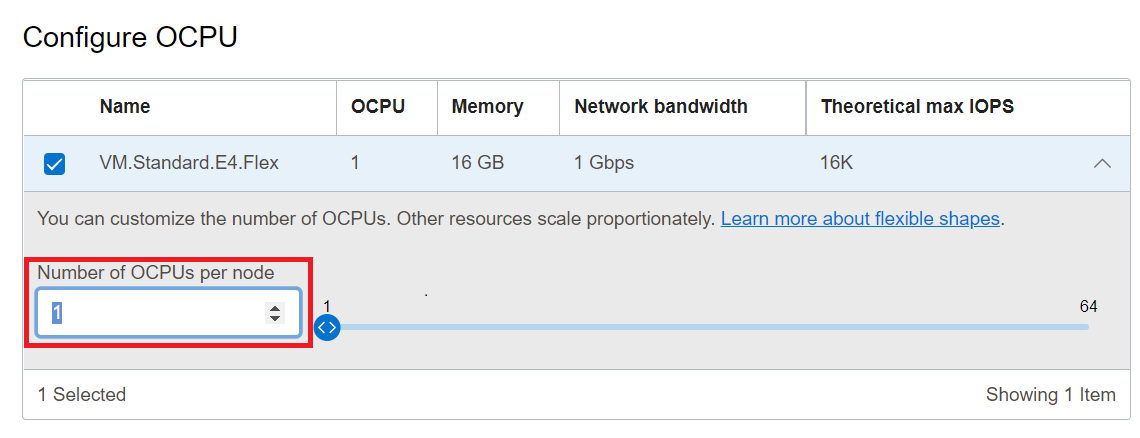 Configure OCPU
Name OCPU Memory Network bandwidth Theoretical max IOPS
VM.Standard.E4.Flex 1 16 GB 1 Gbps 16K
You can customize the number of OCPUs. Other resources scale proportionately. Learn more about flexible shapes.
Number of OCPUs per node
1 1 64
1 Selected Showing 1 Item